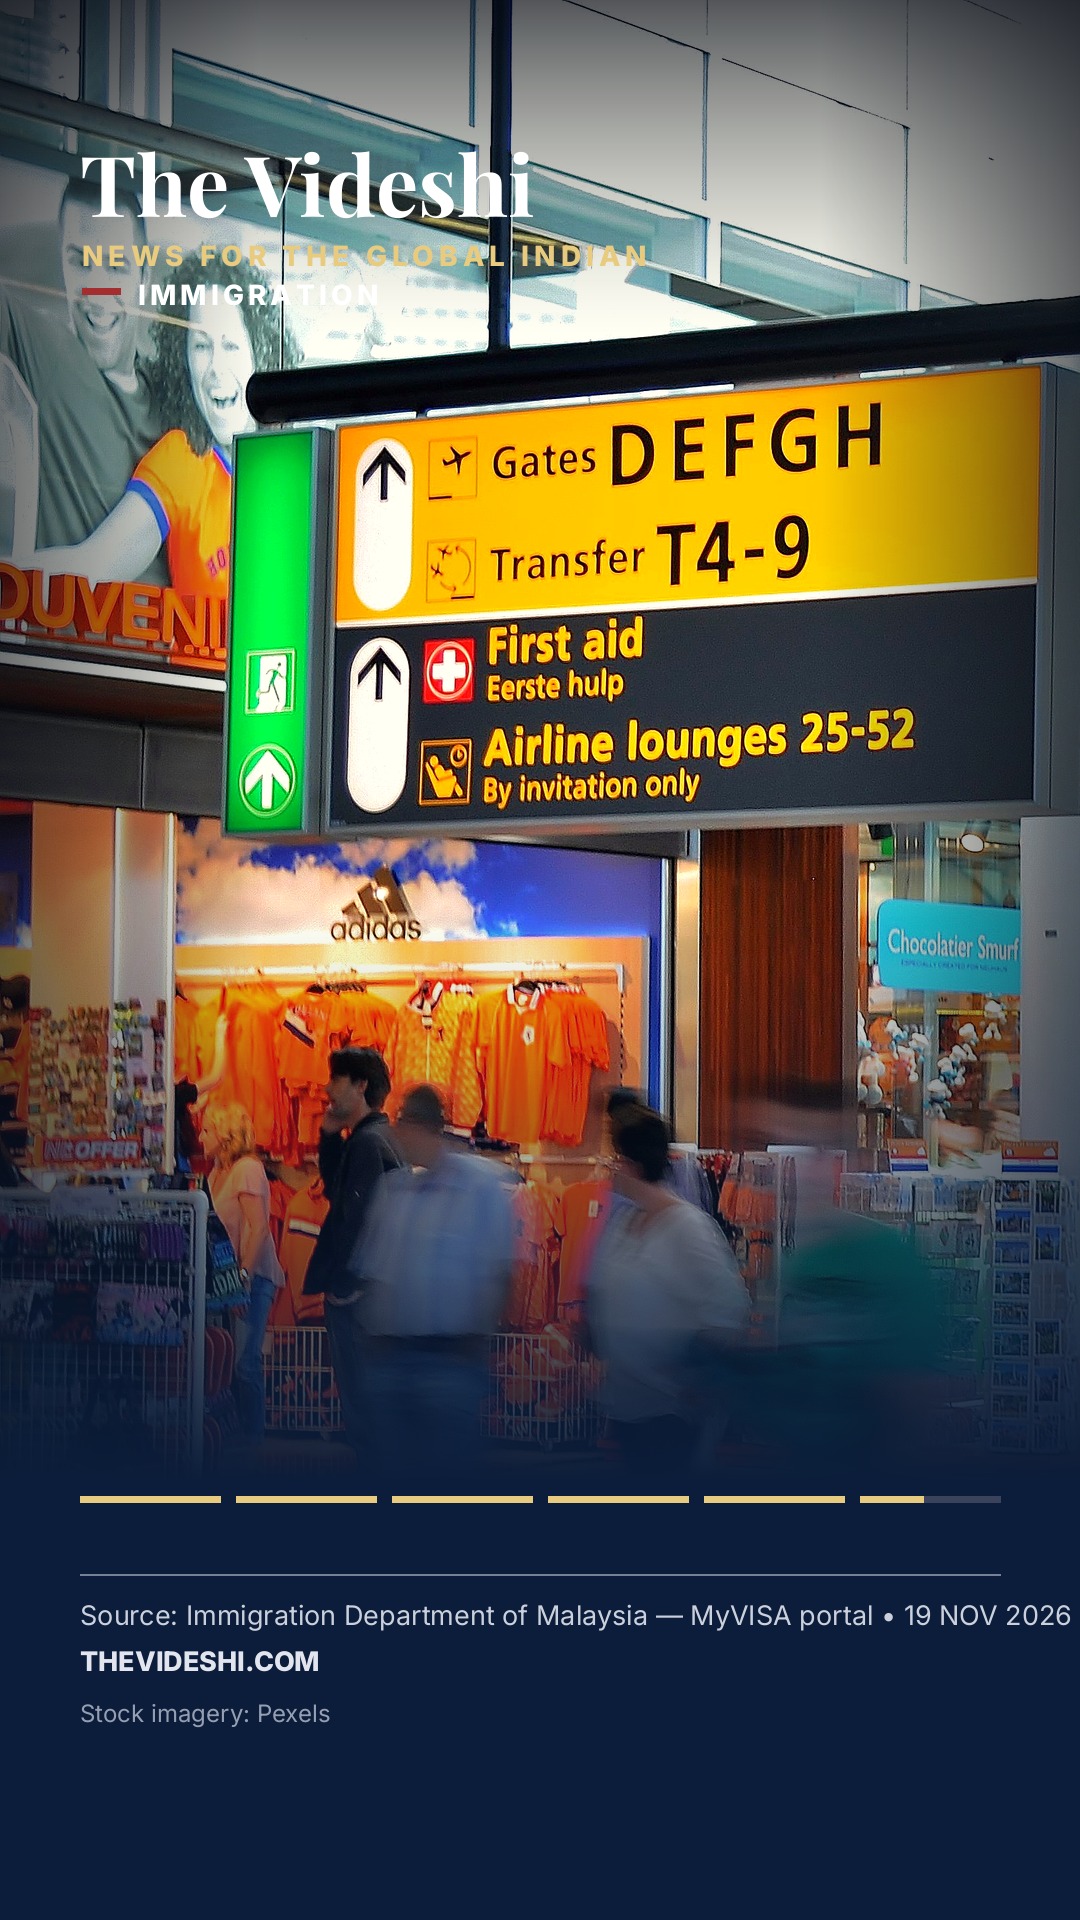 The Videshi
NEWS FOR THE GLOBAL INDIAN
IMMIGRATION
Gates DEFGH
Transfer T4-9
First aid
Eerste hulp
Airline lounges 25-52
By invitation only
OUVENI
adidas
Chocolatier Smurf
OFFER
Source: Immigration Department of Malaysia — MyVISA portal • 19 NOV 2026
THEVIDESHI.COM
Stock imagery: Pexels